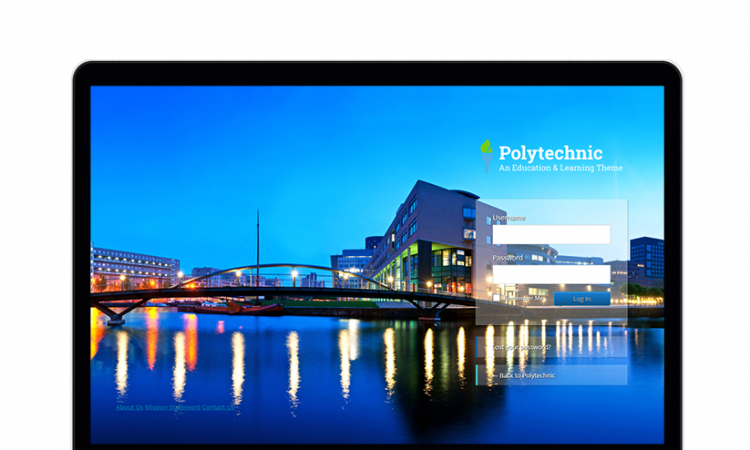 Polytechnic
An Education & Learning Theme
Username
Password
Remember Me
Log In
Lost your password?
← Back to Polytechnic
About Us Mission Statement Contact Us